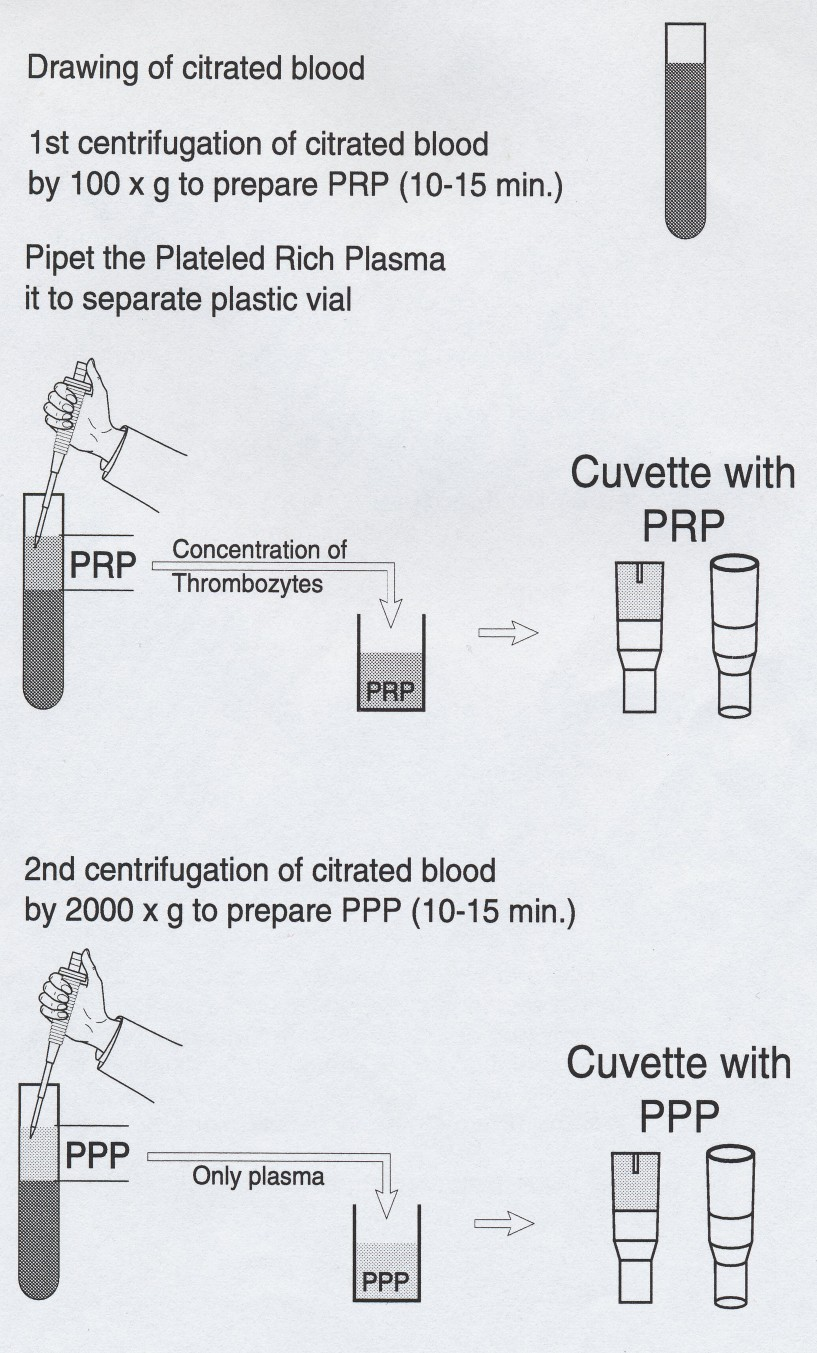 Drawing of citrated blood
1st centrifugation of citrated blood
by 100 x g to prepare PRP (10-15 min.)
Pipet the Plateled Rich Plasma
it to separate plastic vial
Cuvette with
PRP
PRP
Concentration of
Thrombozytes
PRP
2nd centrifugation of citrated blood
by 2000 x g to prepare PPP (10-15 min.)
Cuvette with
PPP
PPP
Only plasma
PPP